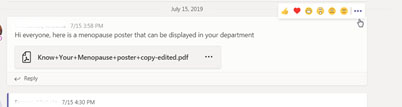 July 15, 2019
7/15 3:58 PM
Hi everyone, here is a menopause poster that can be displayed in your department
Know+Your+Menopause+poster+copy-edited.pdf
Reply
7/15 4:30 PM